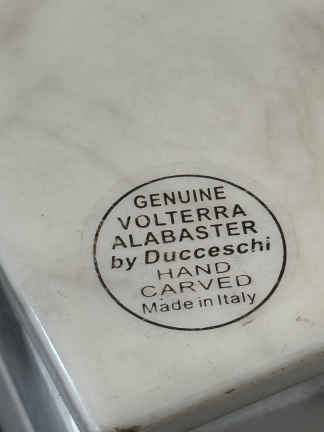 GENUINE
VOLTERRA
ALABASTER
by Ducceschi
HAND
CARVED
Made in Italy